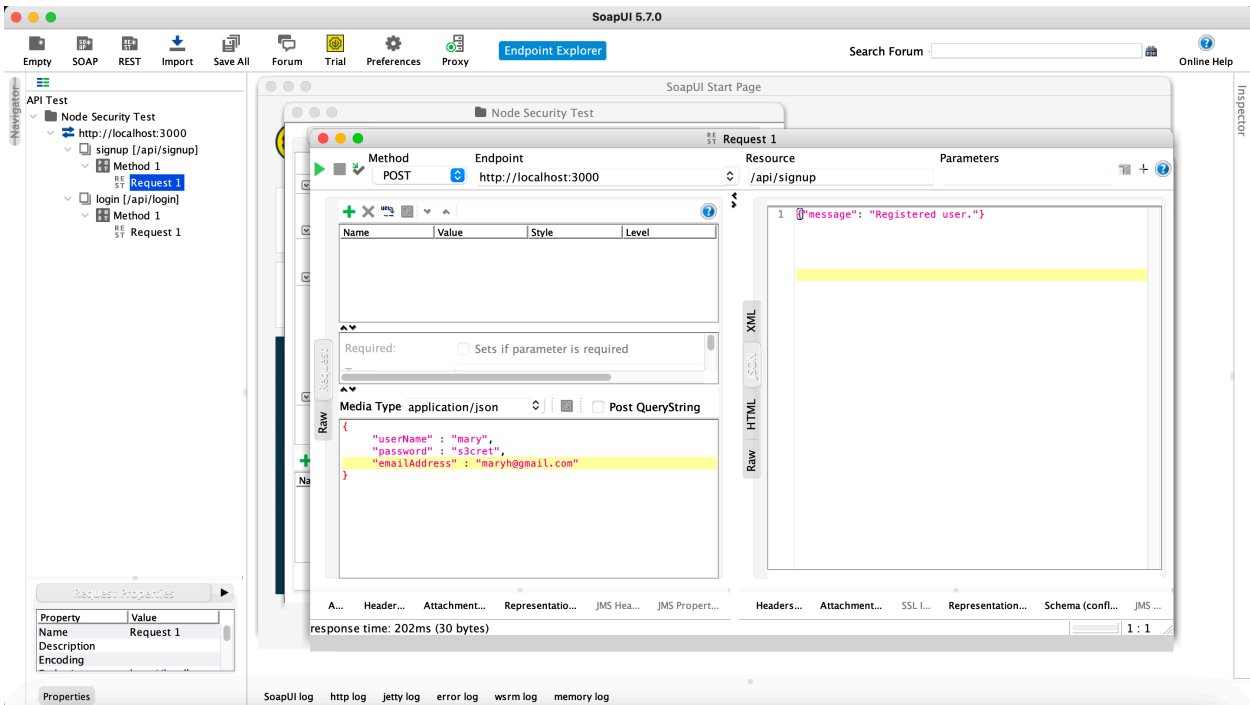 SoapUI 5.7.0
Empty SOAP REST Import Save All Forum Trial Preferences Proxy Endpoint Explorer Search Forum Online Help
Navigator
API Test
Node Security Test
http://localhost:3000
signup [/api/signup]
Method 1
Request 1
login [/api/login]
Method 1
Request 1
SoapUI Start Page
Node Security Test
Request 1
Method Endpoint Resource Parameters
POST http://localhost:3000 /api/signup
Name Value Style Level
Required: Sets if parameter is required
Media Type application/json Post QueryString
Request
Raw
{
"userName" : "mary",
"password" : "s3cret",
"emailAddress" : "maryh@gmail.com"
}
A... Header... Attachment... Representatio... JMS Hea... JMS Propert...
1 {"message": "Registered user."}
XML
JSON
HTML
Raw
Headers... Attachment... SSL I... Representation... Schema (confl... JMS ...
response time: 202ms (30 bytes) 1 : 1
Inspector
Na
Request Properties
Property Value
Name Request 1
Description
Encoding
Properties
SoapUI log http log jetty log error log wsrm log memory log